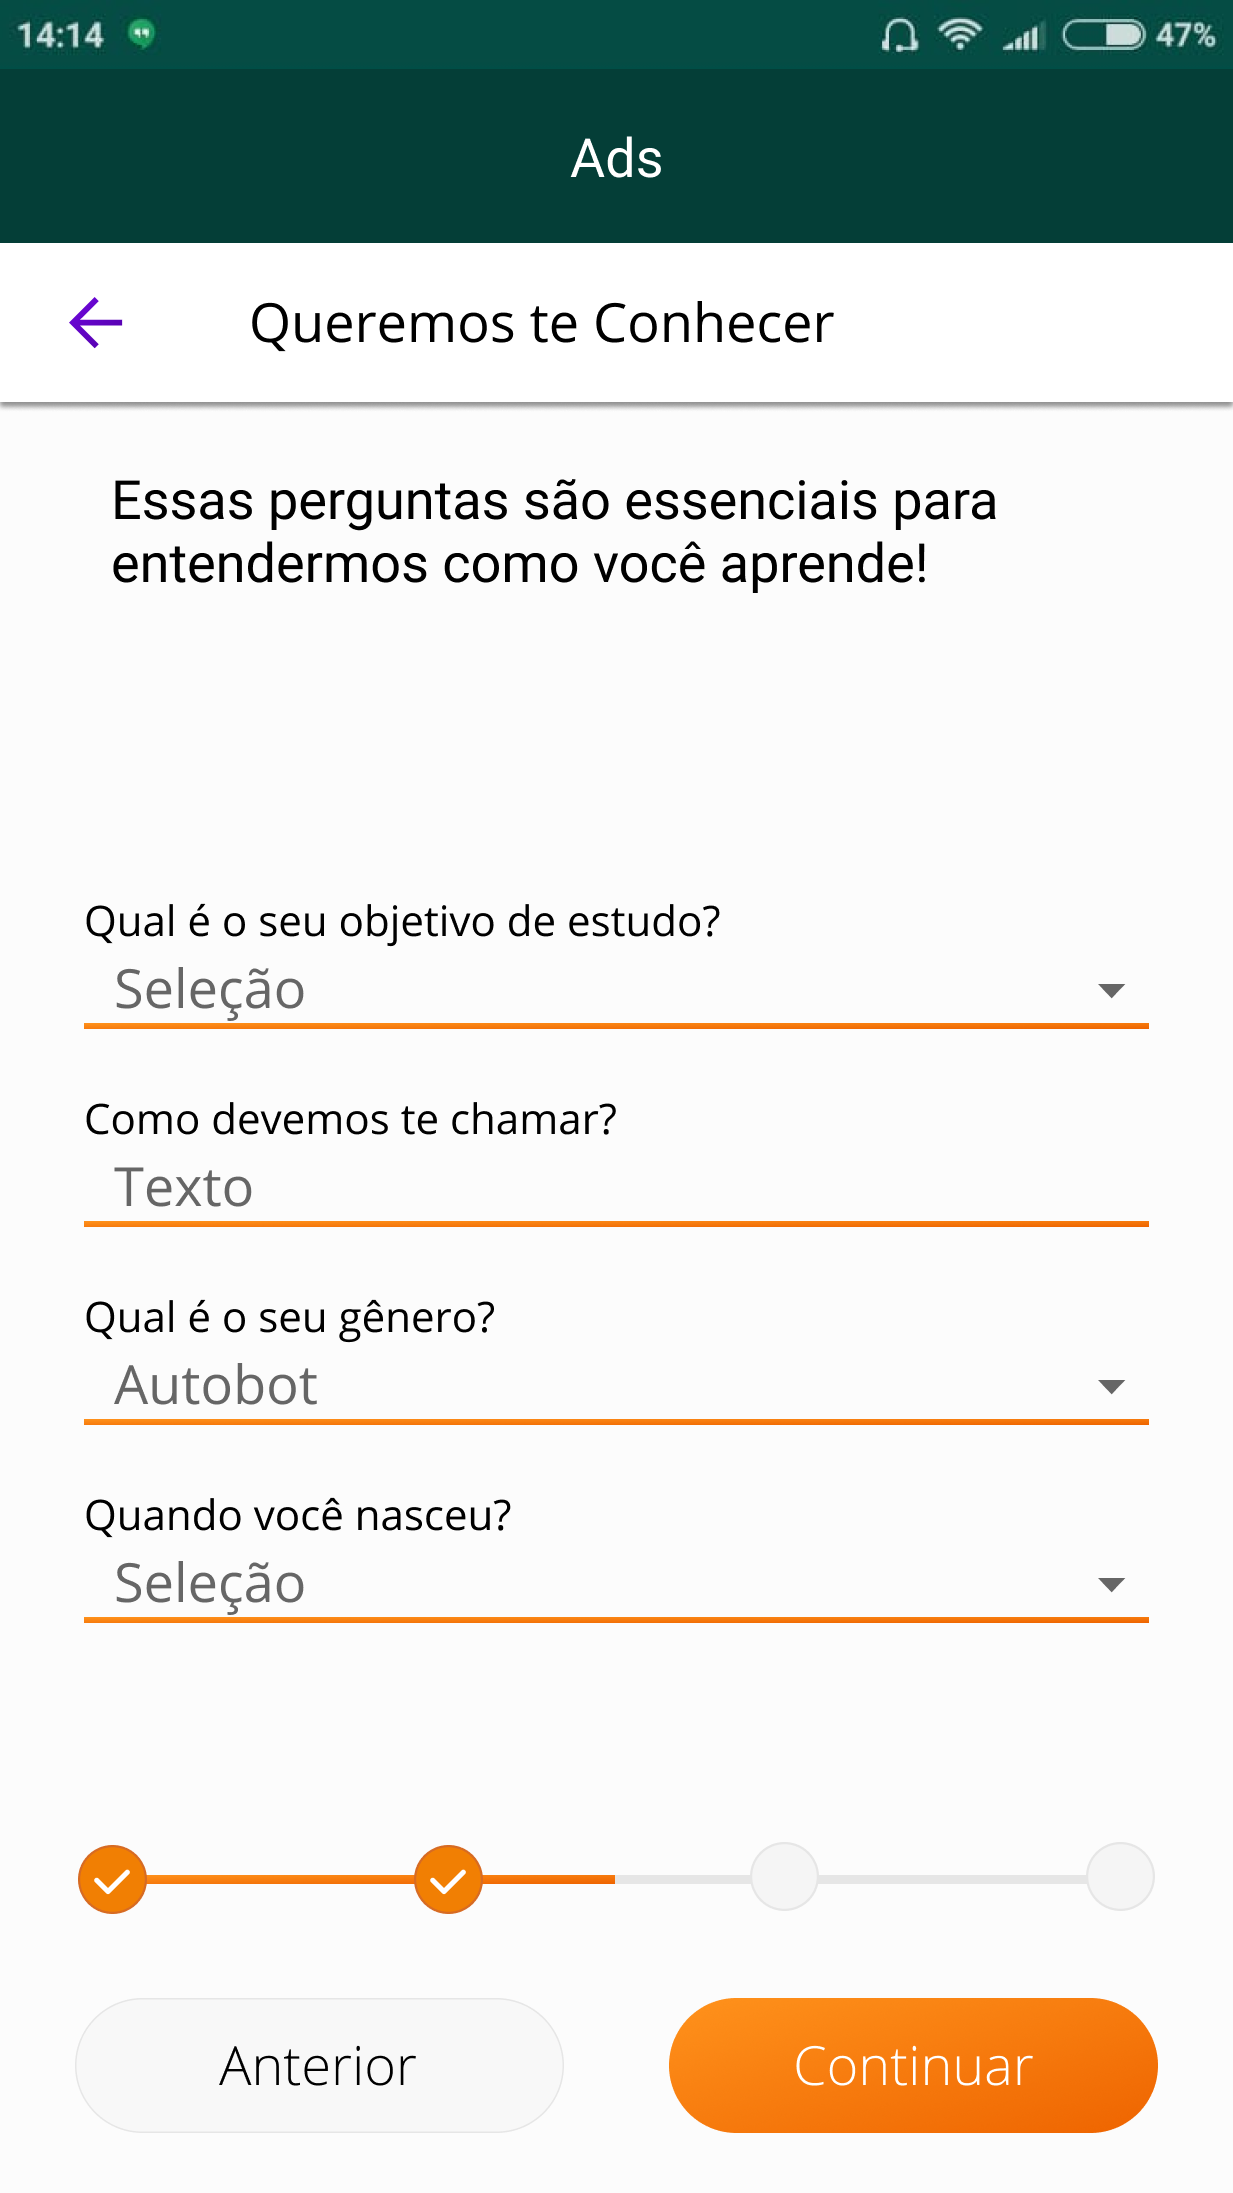 14:14
47%
Ads
Queremos te Conhecer
Essas perguntas são essenciais para
entendermos como você aprende!
Qual é o seu objetivo de estudo?
Seleção
Como devemos te chamar?
Texto
Qual é o seu gênero?
Autobot
Quando você nasceu?
Seleção
Anterior
Continuar